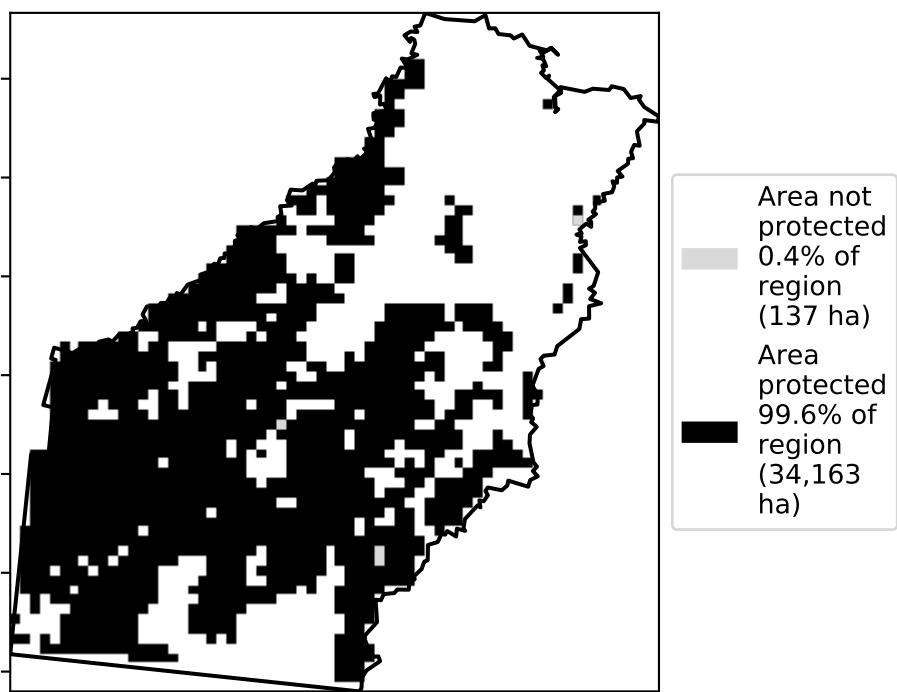 Area not
protected
0.4% of
region
(137 ha)
Area
protected
99.6% of
region
(34,163
ha)